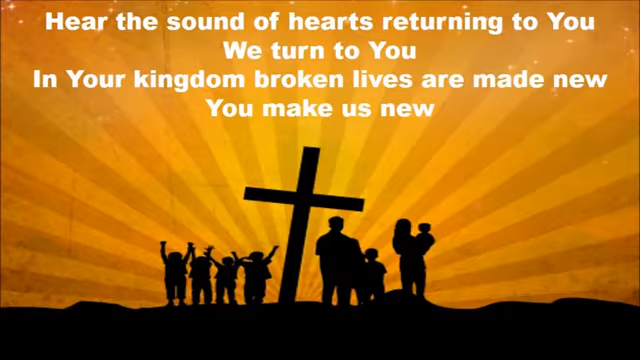 Hear the sound of hearts returning to You
We turn to You
In Your kingdom broken lives are made new
You make us new